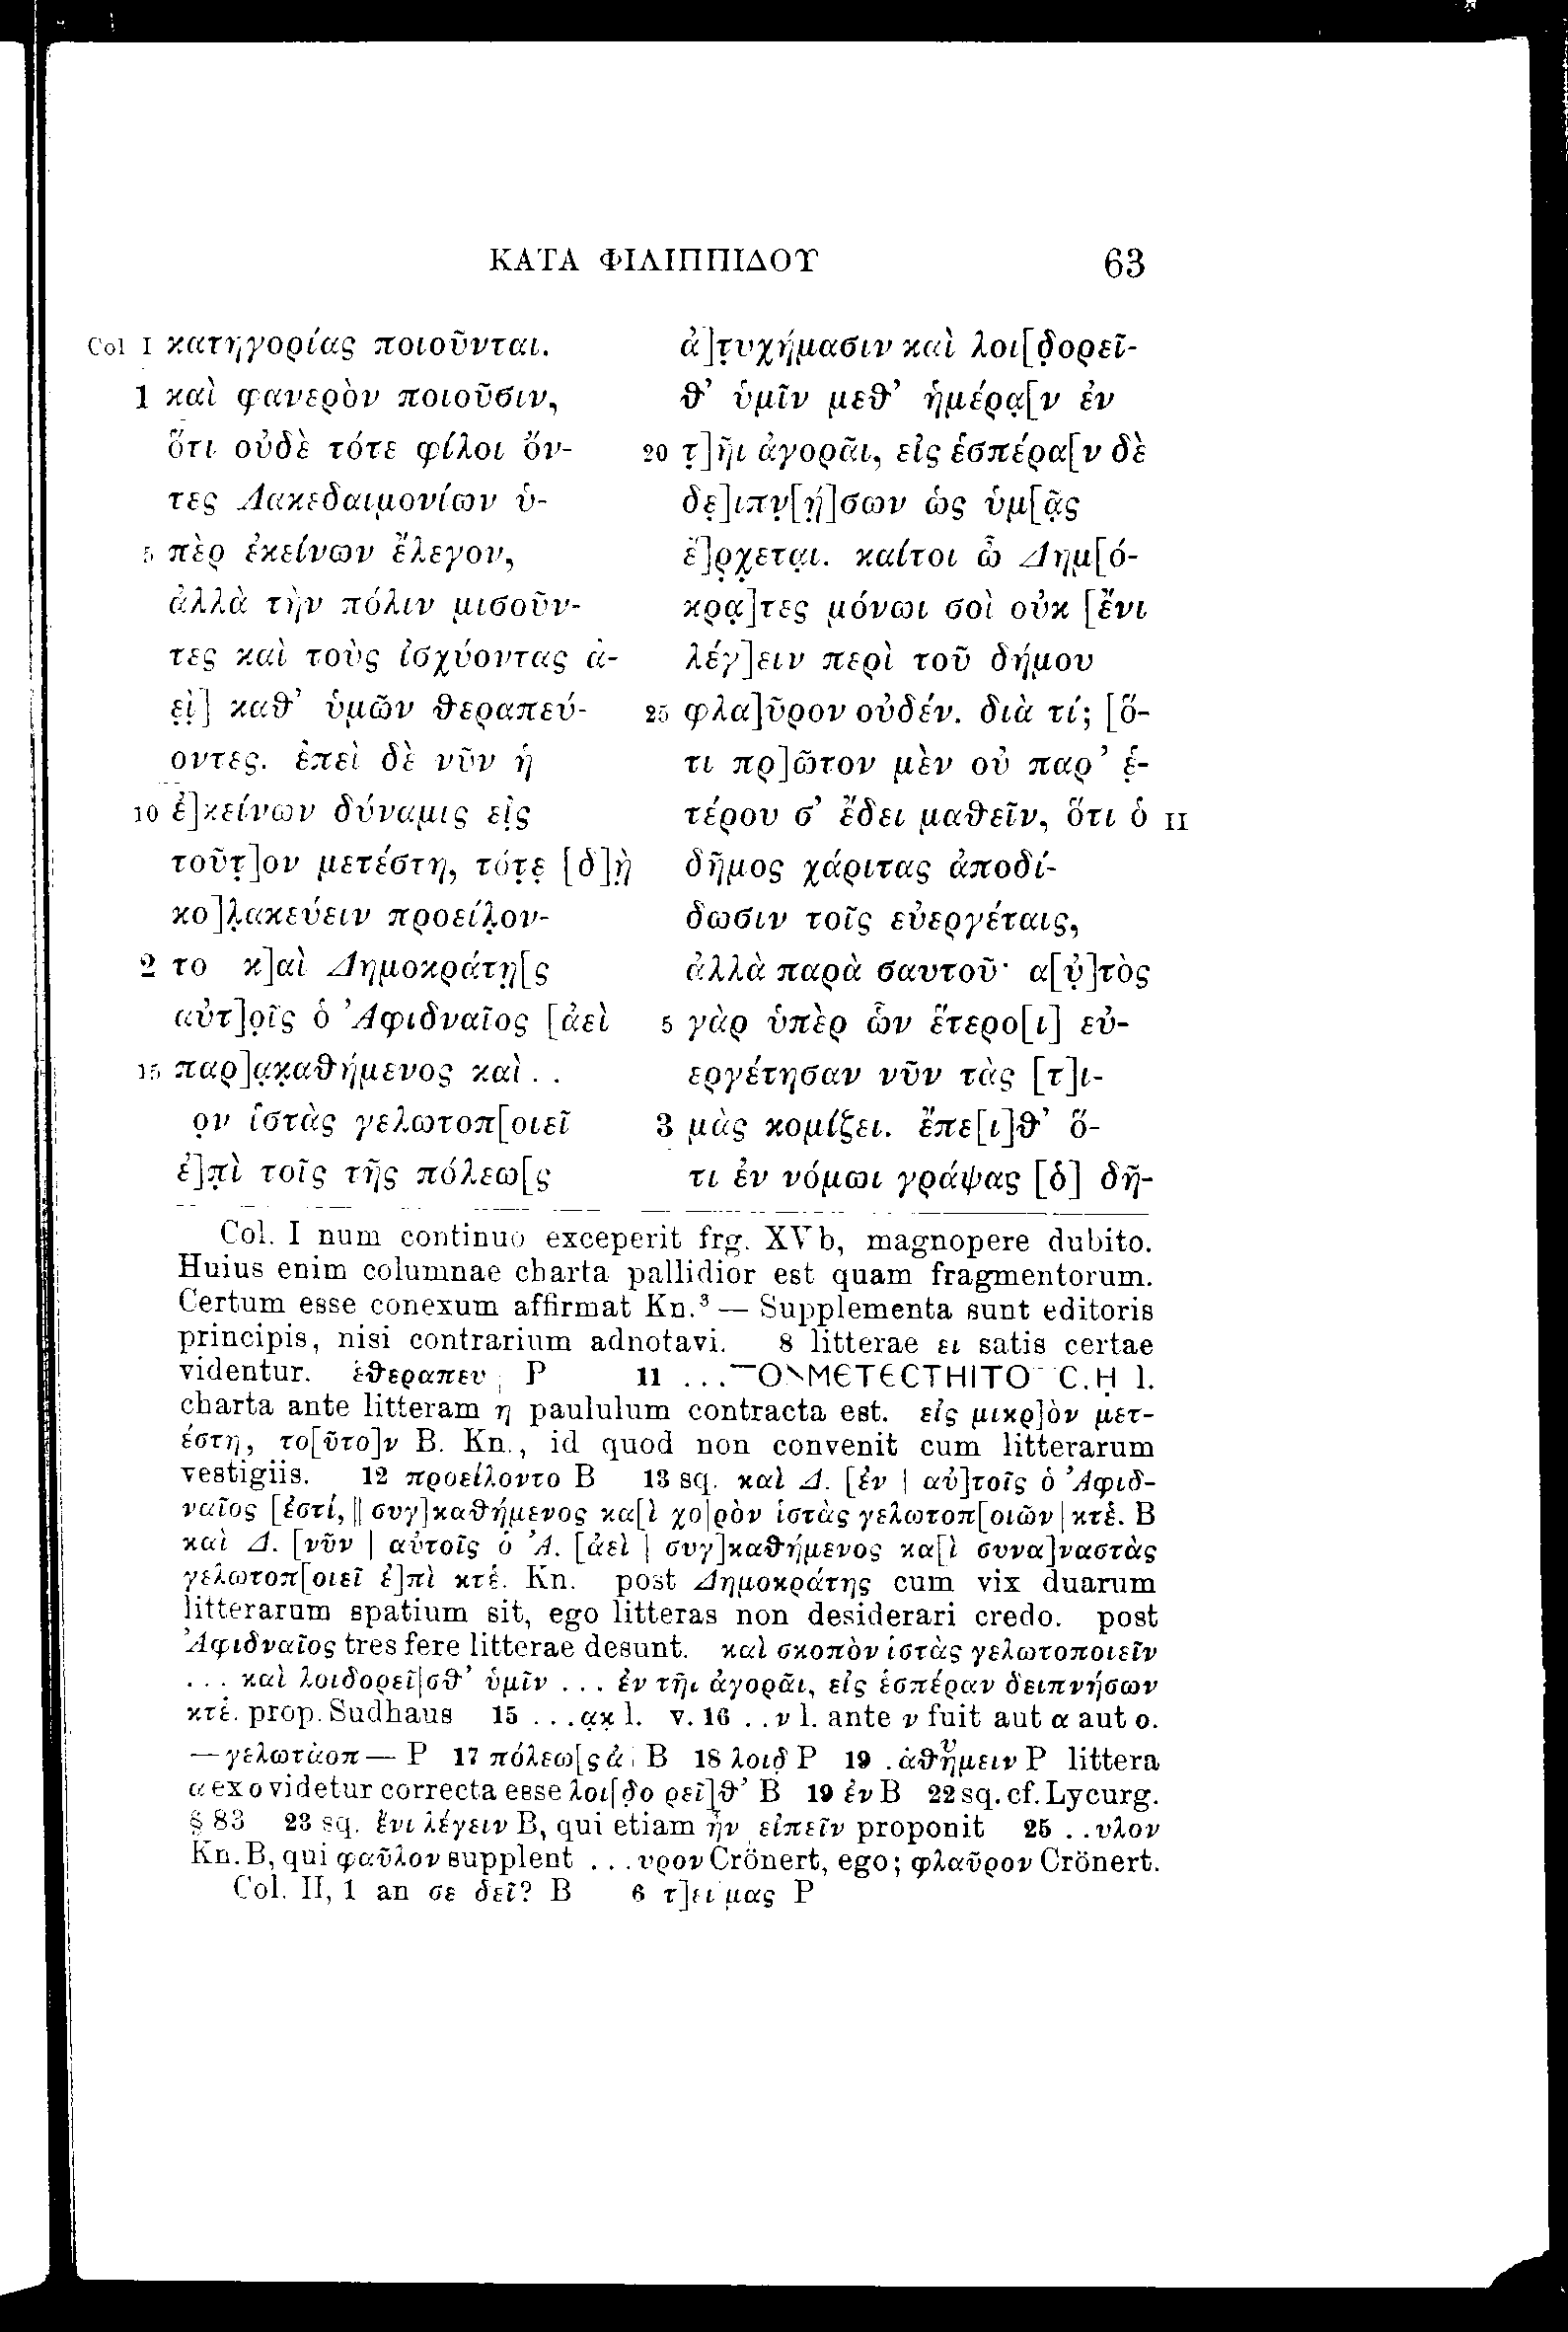 ΚΑΤΑ ΦΙΛΙΠΠΙΔΟΥ 63
Col I κατηγορίας ποιοῦνται.
1 καὶ φανερὸν ποιοῦσιν,
ὅτι οὐδὲ τότε φίλοι ὄν-
τες Λακεδαιμονίων ὑ-
5 πὲρ ἐκείνων ἔλεγον,
ἀλλὰ τὴν πόλιν μισοῦν-
τες καὶ τοὺς ἰσχύοντας ἀ-
ε̣ὶ̣] καθ’ ὑμῶν θεραπεύ-
οντες. ἐπεὶ δὲ νῦν ἡ
10 ἐ]κείνων δύναμις εἰ̣ς
τοῦτ̣]ον μετέστη, τότ̣ε̣ [δ]ὴ̣
κο]λ̣ακεύειν προείλ̣ον-
2 το κ]αὶ Δημοκράτη̣[ς
αὐτ]ο̣ῖς ὁ Ἀφιδναῖος [ἀεὶ
15 παρ]α̣κ̣αθήμενος καὶ . .
ο̣ν ἱστὰς γελωτοπ[οιεῖ
ἐ]π̣ὶ τοῖς τῆς πόλεω[ς
ἀ]τ̣υχήμασιν καὶ λοι[δ̣ορεῖ-
θ’ ὑμῖν μεθ’ ἡμέρα̣[ν ἐν
20 τ̣]ῆι ἀγορᾶι, εἰς ἑσπέρα[ν δὲ
δε̣]ιπν̣[ή̣]σων ὡς ὑμ[ᾶ̣ς
ἔ]ρ̣χ̣ετα̣ι. καίτοι ὦ Δημ[ό-
κρα̣]τες μόνωι σοὶ οὐκ [ἔνι
λέγ]ειν περὶ τοῦ δήμου
25 φλα]ῦρον οὐδέν. διὰ τί; [ὅ-
τι πρ]ῶτον μὲν οὐ παρ’ ἑ̣-
τέρου σ’ ἔδει μαθεῖν, ὅτι ὁ II
δῆμος χάριτας ἀποδί-
δωσιν τοῖς εὐεργέταις,
ἀλλὰ παρὰ σαυτοῦ· α[ὐ̣]τὸς
5 γὰρ ὑπὲρ ὧν ἕτερο[ι] εὐ-
εργέτησαν νῦν τὰς [τ]ι-
3 μὰς κομίζει. ἔπε[ι]θ’ ὅ-
τι ἐν νόμωι γράψας [ὁ] δῆ-
Col. I num continuo exceperit frg. XVb, magnopere dubito.
Huius enim columnae charta pallidior est quam fragmentorum.
Certum esse conexum affirmat Kn.³ — Supplementa sunt editoris
principis, nisi contrarium adnotavi. 8 litterae ει satis certae
videntur. ἐθεραπευ P 11 ... ΟΜΕΤΕCΤΗΙΤΟ C.Η̣ l.
charta ante litteram η paululum contracta est. εἰς μικρ]ὸν μετ-
έστη, το[ῦτο]ν B. Kn., id quod non convenit cum litterarum
vestigiis. 12 προείλοντο B 13 sq. καὶ Δ. [ἐν | αὐ]τοῖς ὁ Ἀφιδ-
ναῖος [ἐστί, || συγ]καθήμενος κα[ὶ χο|ρὸν ἱστὰς γελωτοπ[οιῶν | κτέ. B
καὶ Δ. [νῦν | αὐτοῖς ὁ Ἀ. [ἀεὶ | συγ]καθήμενος κα[ὶ συνα]ναστὰς
γελωτοπ[οιεῖ ἐ]πὶ κτέ. Kn. post Δημοκράτης cum vix duarum
litterarum spatium sit, ego litteras non desiderari credo. post
Ἀφιδναῖος tres fere litterae desunt. καὶ σκοπὸν ἱστὰς γελωτοποιεῖν
... καὶ λοιδορεῖ|σθ’ ὑμῖν ... ἐν τῆι ἀγορᾶι, εἰς ἑσπέραν δειπνήσων
κτέ. prop. Sudhaus 15 ...α̣κ̣ l. v. 16 ..ν l. ante ν fuit aut α aut ο.
— γελωτὰοπ — P 17 πόλεω[ς ἀ B 18 λοιδ̣ P 19 .ἀθῆμειν P littera
α ex ο videtur correcta esse λοι[δ̣ο ρεῖ]θ’ B 19 ἐν B 22 sq. cf. Lycurg.
§ 83 23 sq. ἔνι λέγειν B, qui etiam ἦν εἰπεῖν proponit 25 ..υλον
Kn. B, qui φαῦλον supplent ...υρον Crönert, ego; φλαῦρον Crönert.
Col. II, 1 an σε δεῖ? B 6 τ]ει μας P